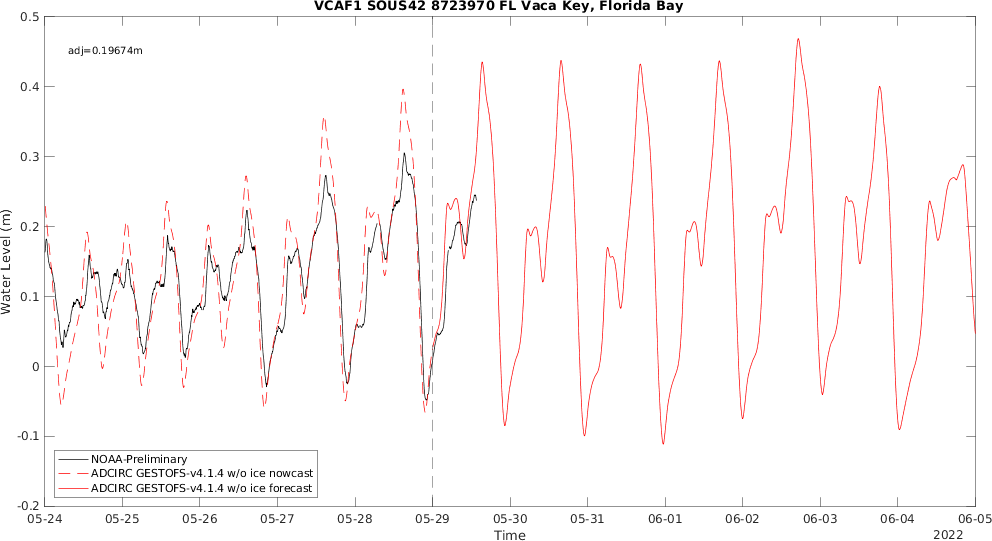 VCAF1 SOUS42 8723970 FL Vaca Key, Florida Bay
adj=0.19674m
0.5
0.4
0.3
0.2
0.1
0
-0.1
-0.2
Water Level (m)
NOAA-Preliminary
ADCIRC GESTOFS-v4.1.4 w/o ice nowcast
ADCIRC GESTOFS-v4.1.4 w/o ice forecast
05-24 05-25 05-26 05-27 05-28 05-29 05-30 05-31 06-01 06-02 06-03 06-04 06-05
Time
2022